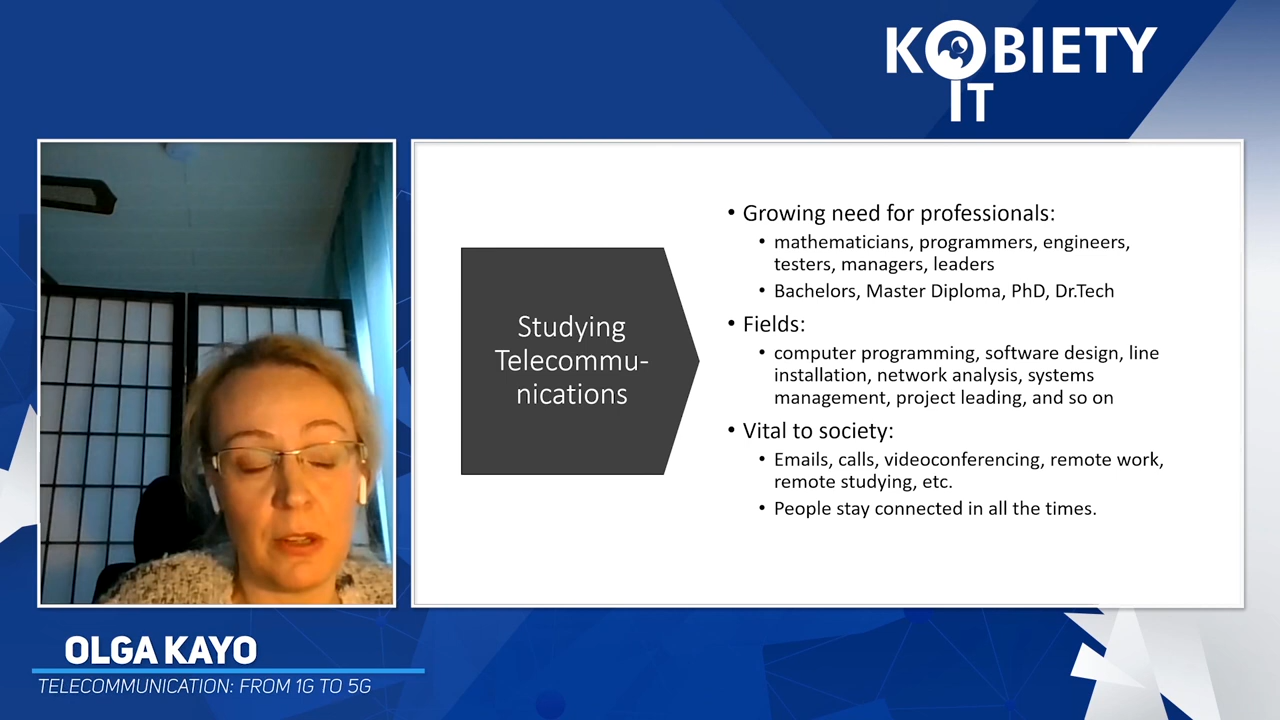 KOBIETY
IT
Studying
Telecommu-
nications
• Growing need for professionals:
• mathematicians, programmers, engineers,
testers, managers, leaders
• Bachelors, Master Diploma, PhD, Dr.Tech
• Fields:
• computer programming, software design, line
installation, network analysis, systems
management, project leading, and so on
• Vital to society:
• Emails, calls, videoconferencing, remote work,
remote studying, etc.
• People stay connected in all the times.
OLGA KAYO
TELECOMMUNICATION: FROM 1G TO 5G